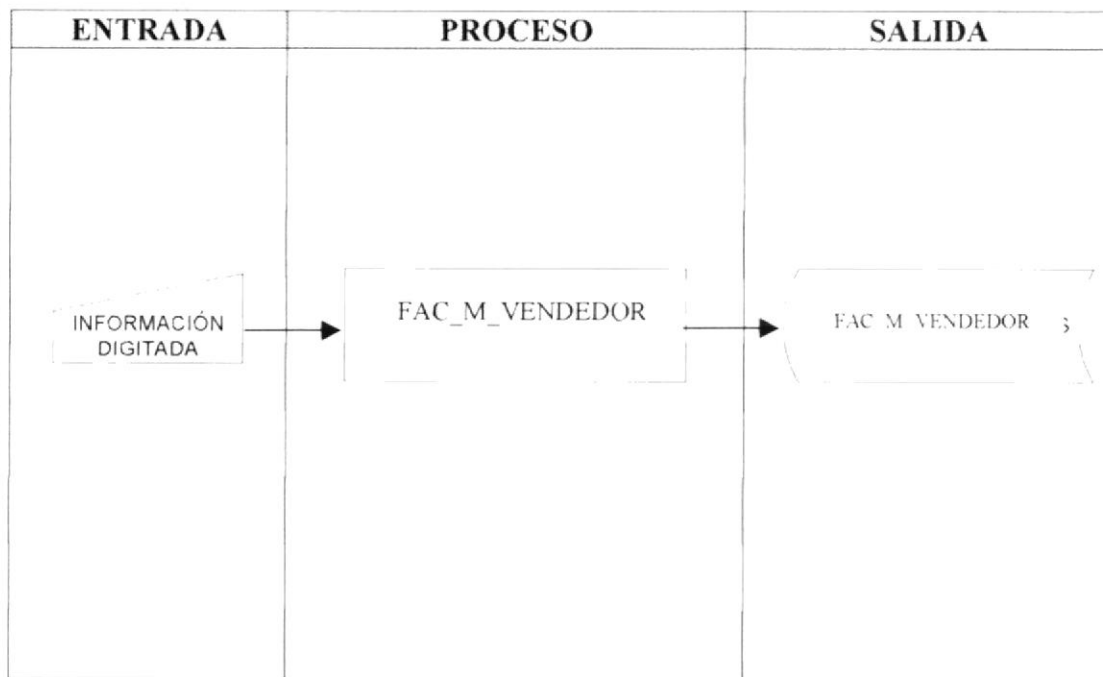 ENTRADA PROCESO SALIDA
INFORMACIÓN
DIGITADA
FAC_M_VENDEDOR
FAC M VENDEDOR S